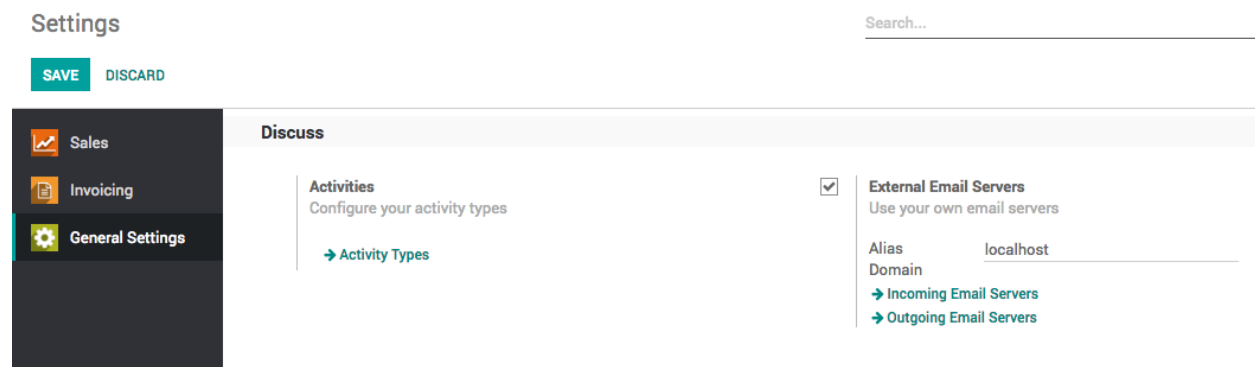 Settings
Search...
SAVE DISCARD
Sales
Invoicing
General Settings
Discuss
Activities
Configure your activity types
Activity Types
External Email Servers
Use your own email servers
Alias
Domain
localhost
Incoming Email Servers
Outgoing Email Servers